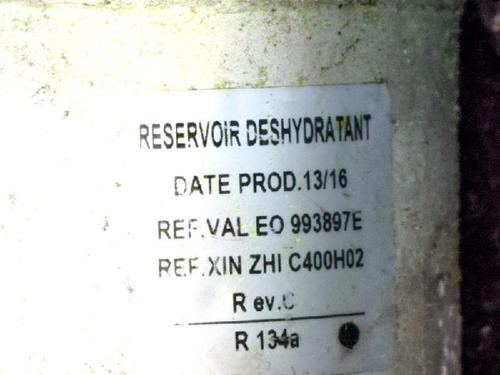 RESERVOIR DESHYDRATANT
DATE PROD.13/16
REF.VAL EO 993897E
REF.XIN ZHI C400H02
R ev.C
R 134a